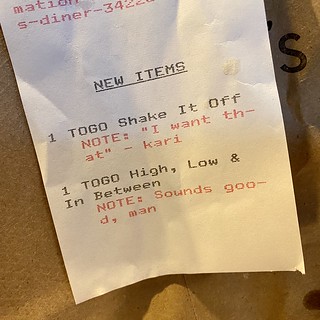 mation
s-diner-3422
NEW ITEMS
'S
1 TOGO Shake It Off
NOTE: "I want th-
at" - kari
1 TOGO High, Low &
In Between
NOTE: Sounds goo-
d, man